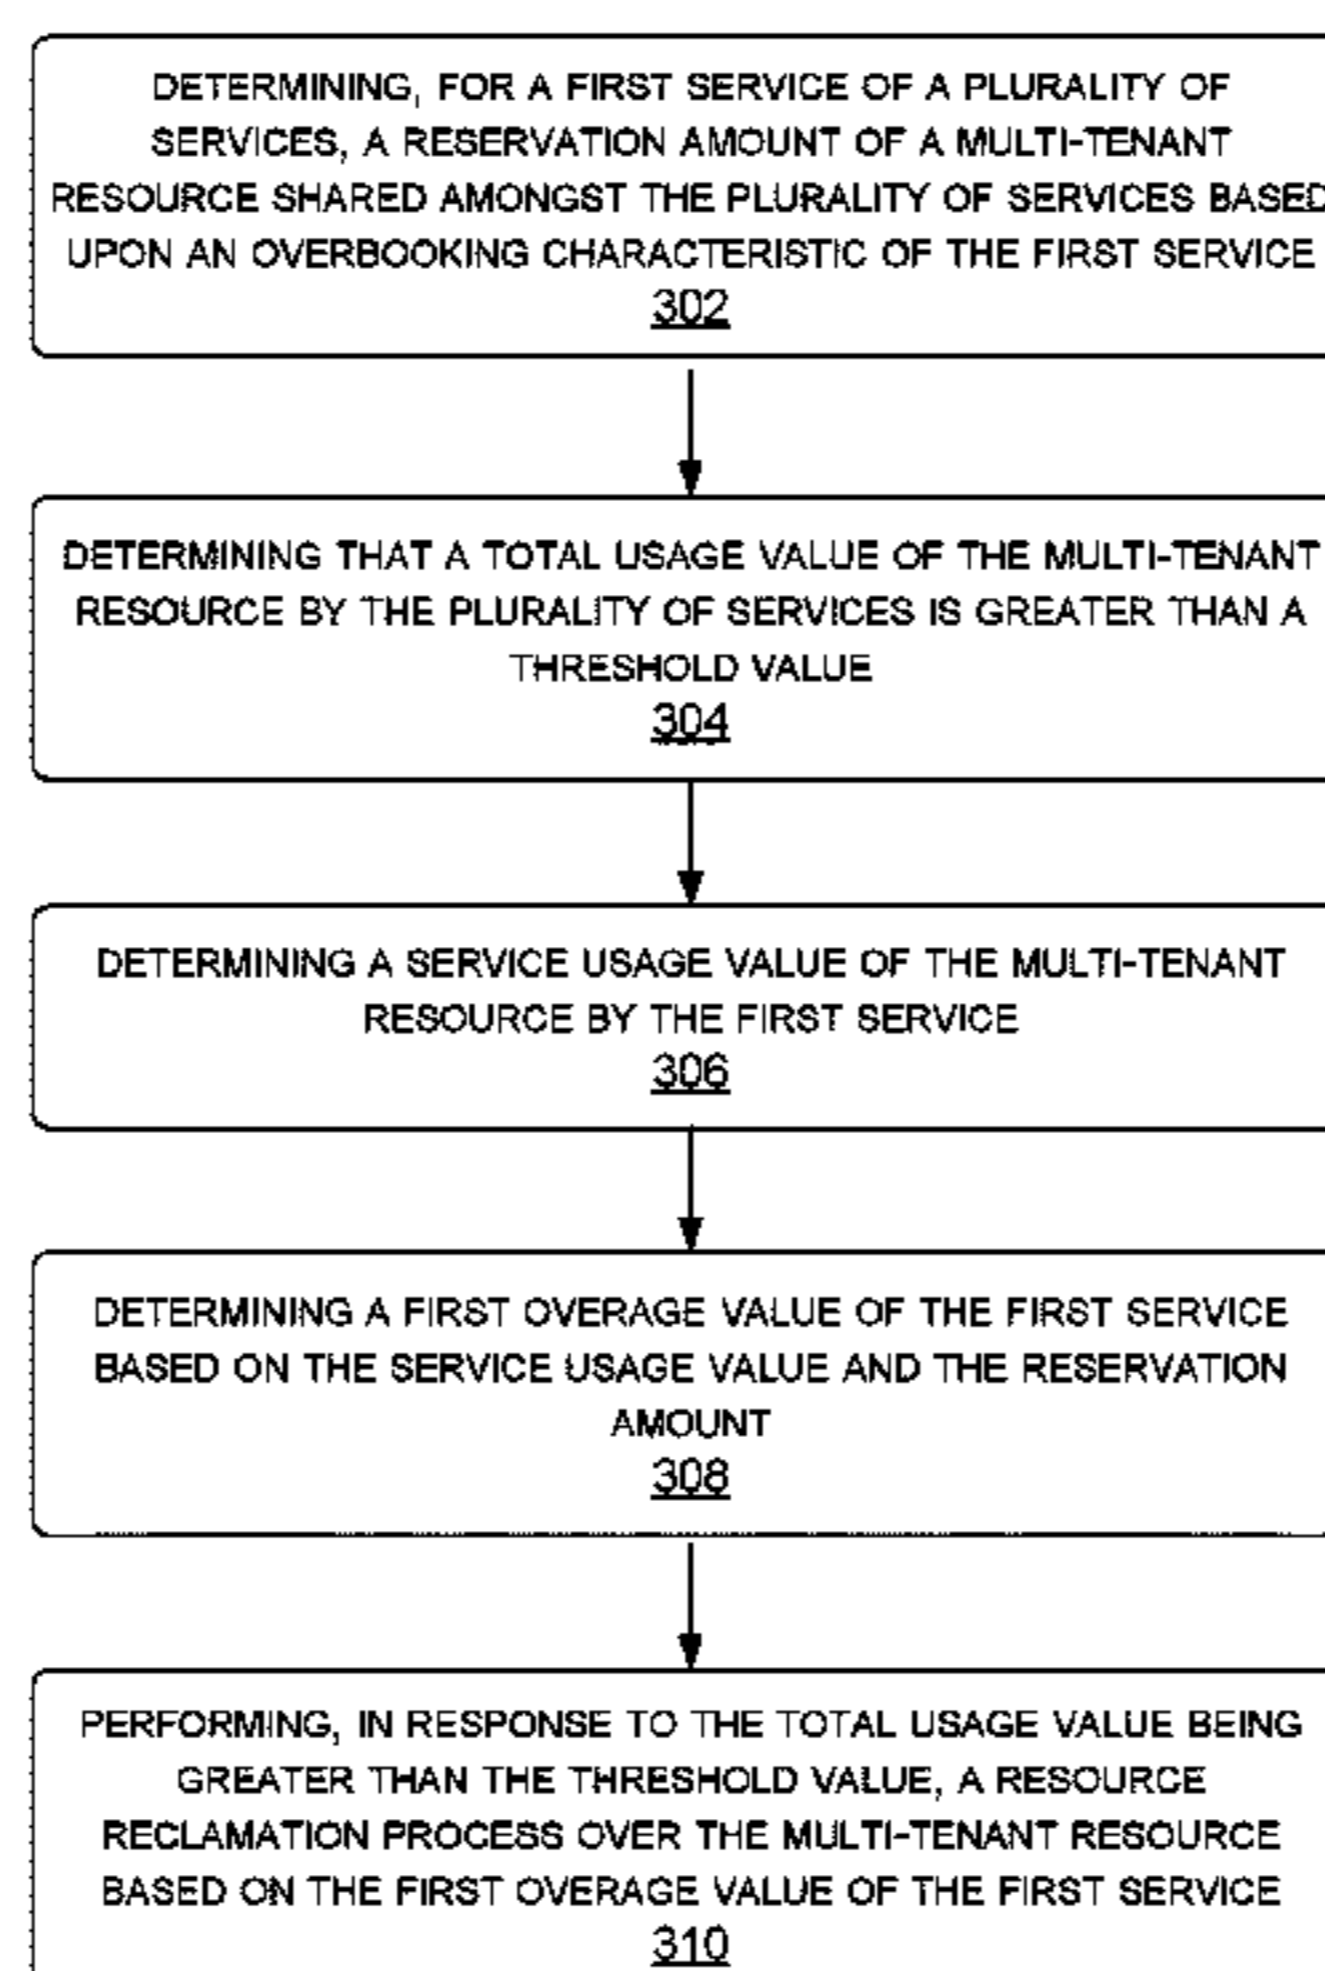 DETERMINING, FOR A FIRST SERVICE OF A PLURALITY OF
SERVICES, A RESERVATION AMOUNT OF A MULTI-TENANT
RESOURCE SHARED AMONGST THE PLURALITY OF SERVICES BASED
UPON AN OVERBOOKING CHARACTERISTIC OF THE FIRST SERVICE
302
DETERMINING THAT A TOTAL USAGE VALUE OF THE MULTI-TENANT
RESOURCE BY THE PLURALITY OF SERVICES IS GREATER THAN A
THRESHOLD VALUE
304
DETERMINING A SERVICE USAGE VALUE OF THE MULTI-TENANT
RESOURCE BY THE FIRST SERVICE
306
DETERMINING A FIRST OVERAGE VALUE OF THE FIRST SERVICE
BASED ON THE SERVICE USAGE VALUE AND THE RESERVATION
AMOUNT
308
PERFORMING, IN RESPONSE TO THE TOTAL USAGE VALUE BEING
GREATER THAN THE THRESHOLD VALUE, A RESOURCE
RECLAMATION PROCESS OVER THE MULTI-TENANT RESOURCE
BASED ON THE FIRST OVERAGE VALUE OF THE FIRST SERVICE
310